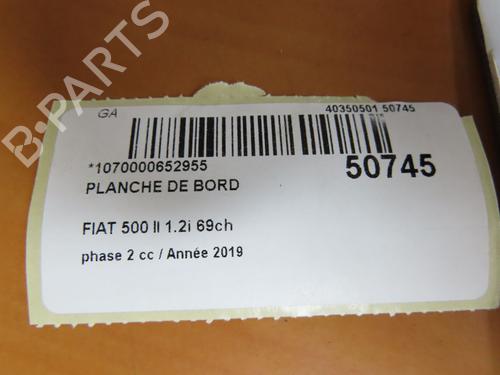 GA
40350501 50745
*1070000652955
50745
PLANCHE DE BORD
FIAT 500 II 1.2i 69ch
phase 2 cc / Année 2019
B-PARTS